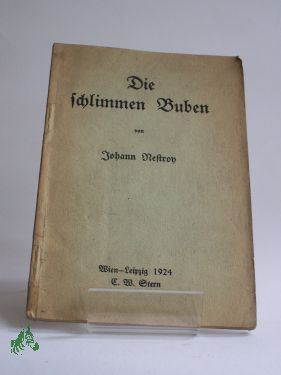 Die
schlimmen Buben
von
Johann Nestroy
Wien–Leipzig 1924
C. W. Stern